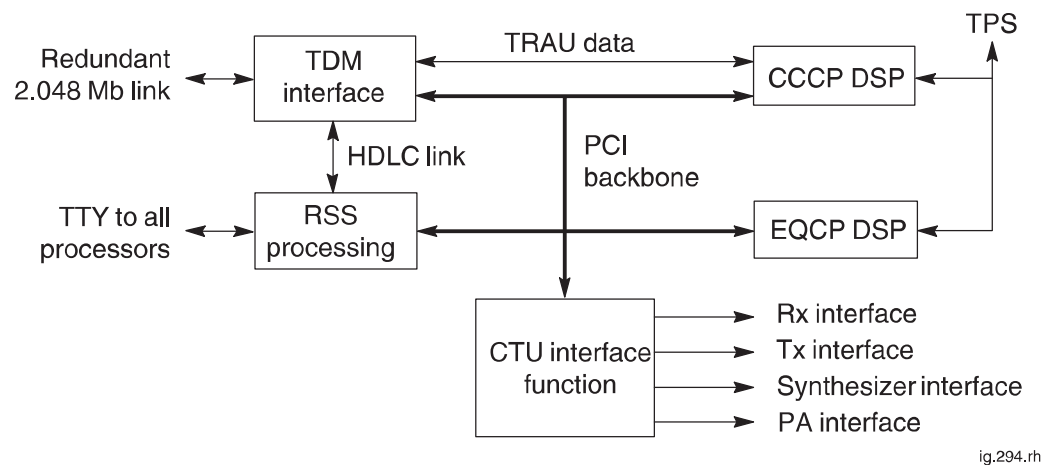 TPS
Redundant
2.048 Mb link
TDM
interface
TRAU data
CCCP DSP
HDLC link
PCI
backbone
TTY to all
processors
RSS
processing
EQCP DSP
CTU interface
function
Rx interface
Tx interface
Synthesizer interface
PA interface
ig.294.rh